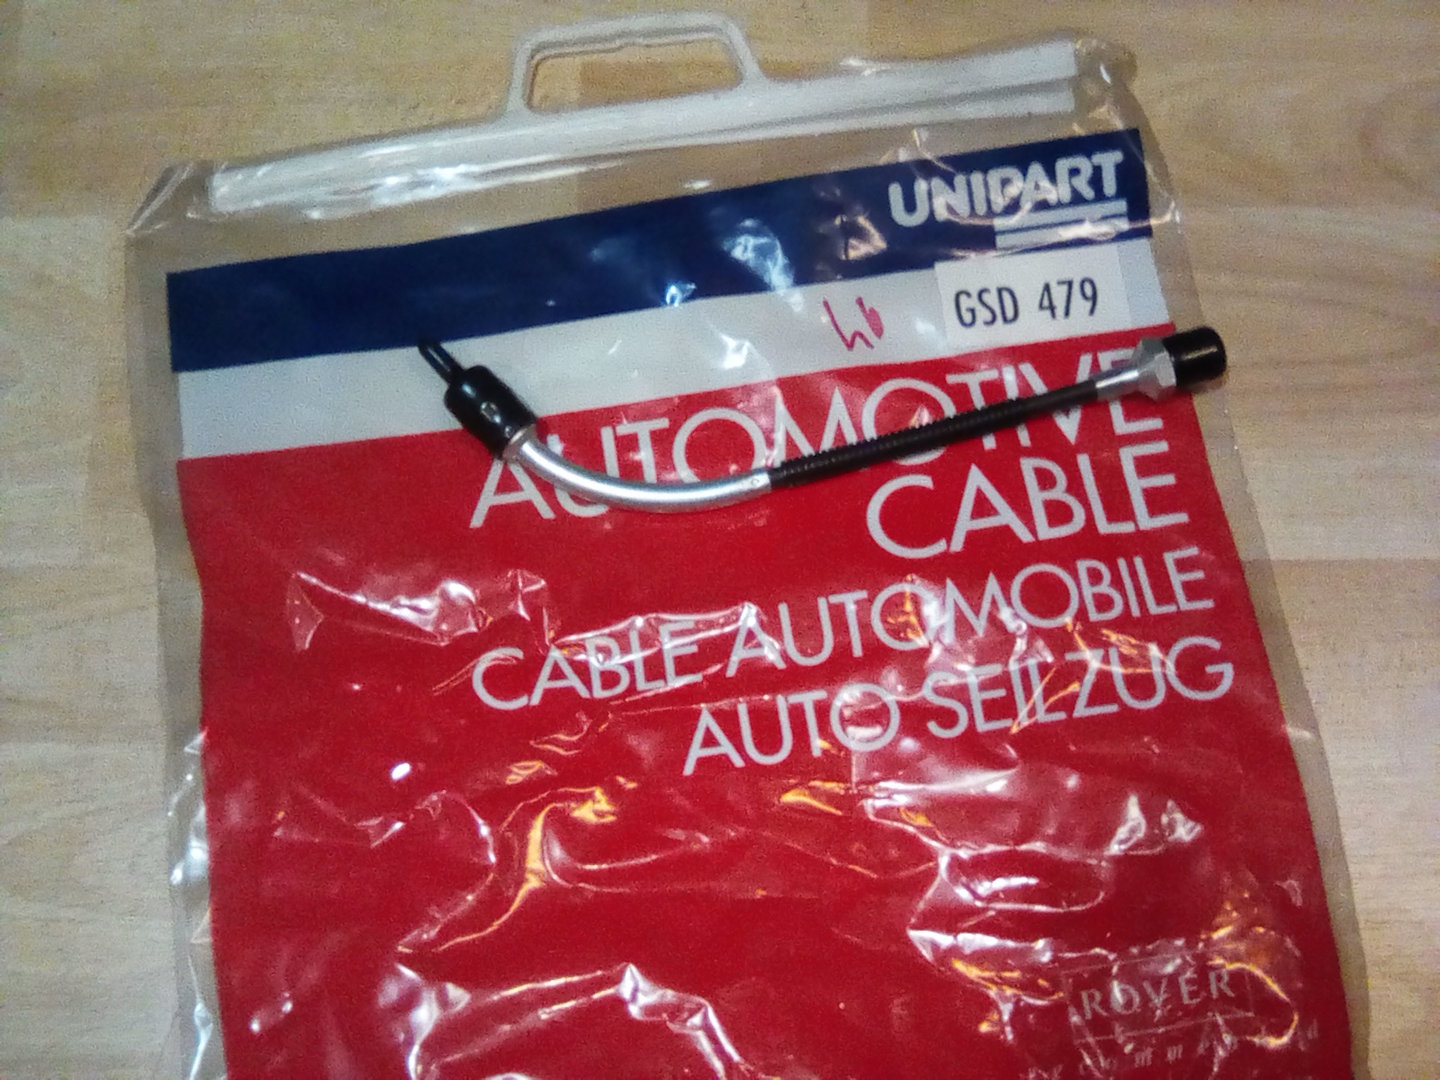 UNIPART
GSD 479
AUTOMOTIVE
CABLE
CABLE AUTOMOBILE
AUTO SEILZUG
ROVER